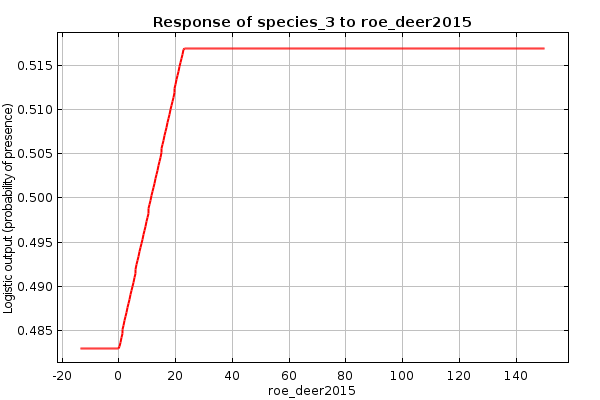 Response of species_3 to roe_deer2015
Logistic output (probability of presence)
0.515
0.510
0.505
0.500
0.495
0.490
0.485
-20 0 20 40 60 80 100 120 140
roe_deer2015